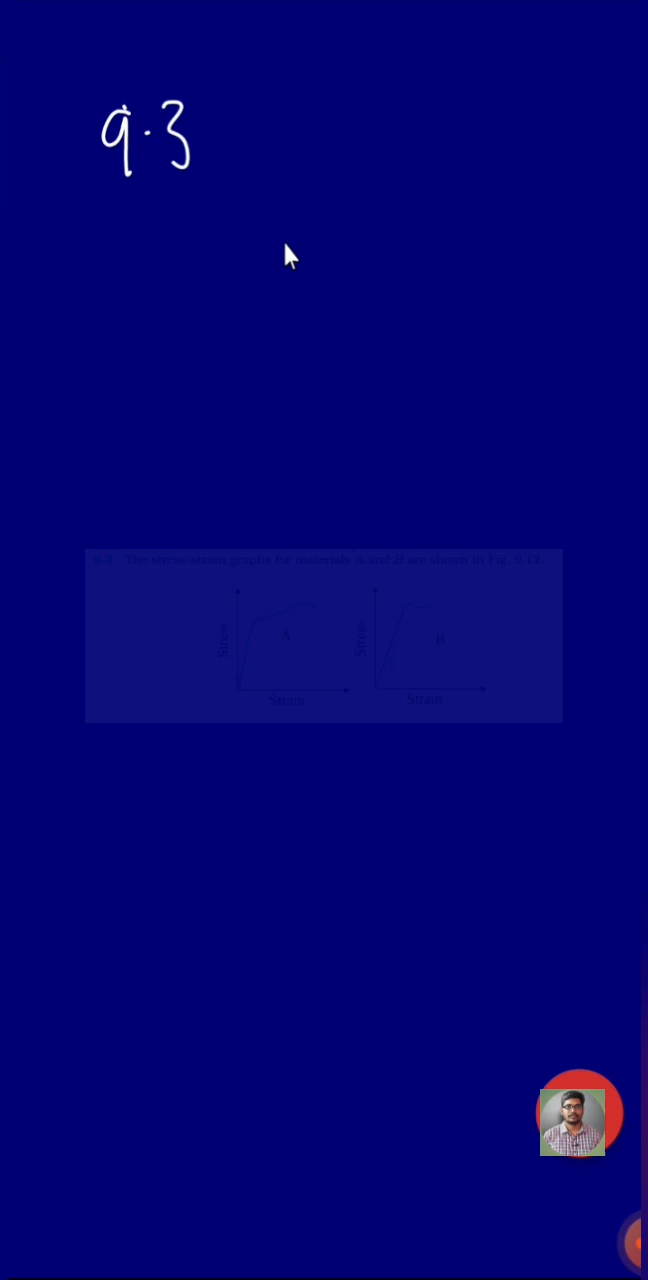 9.3
9.3 The stress-strain graphs for materials A and B are shown in Fig. 9.12.
Stress
A
Strain
Stress
B
Strain